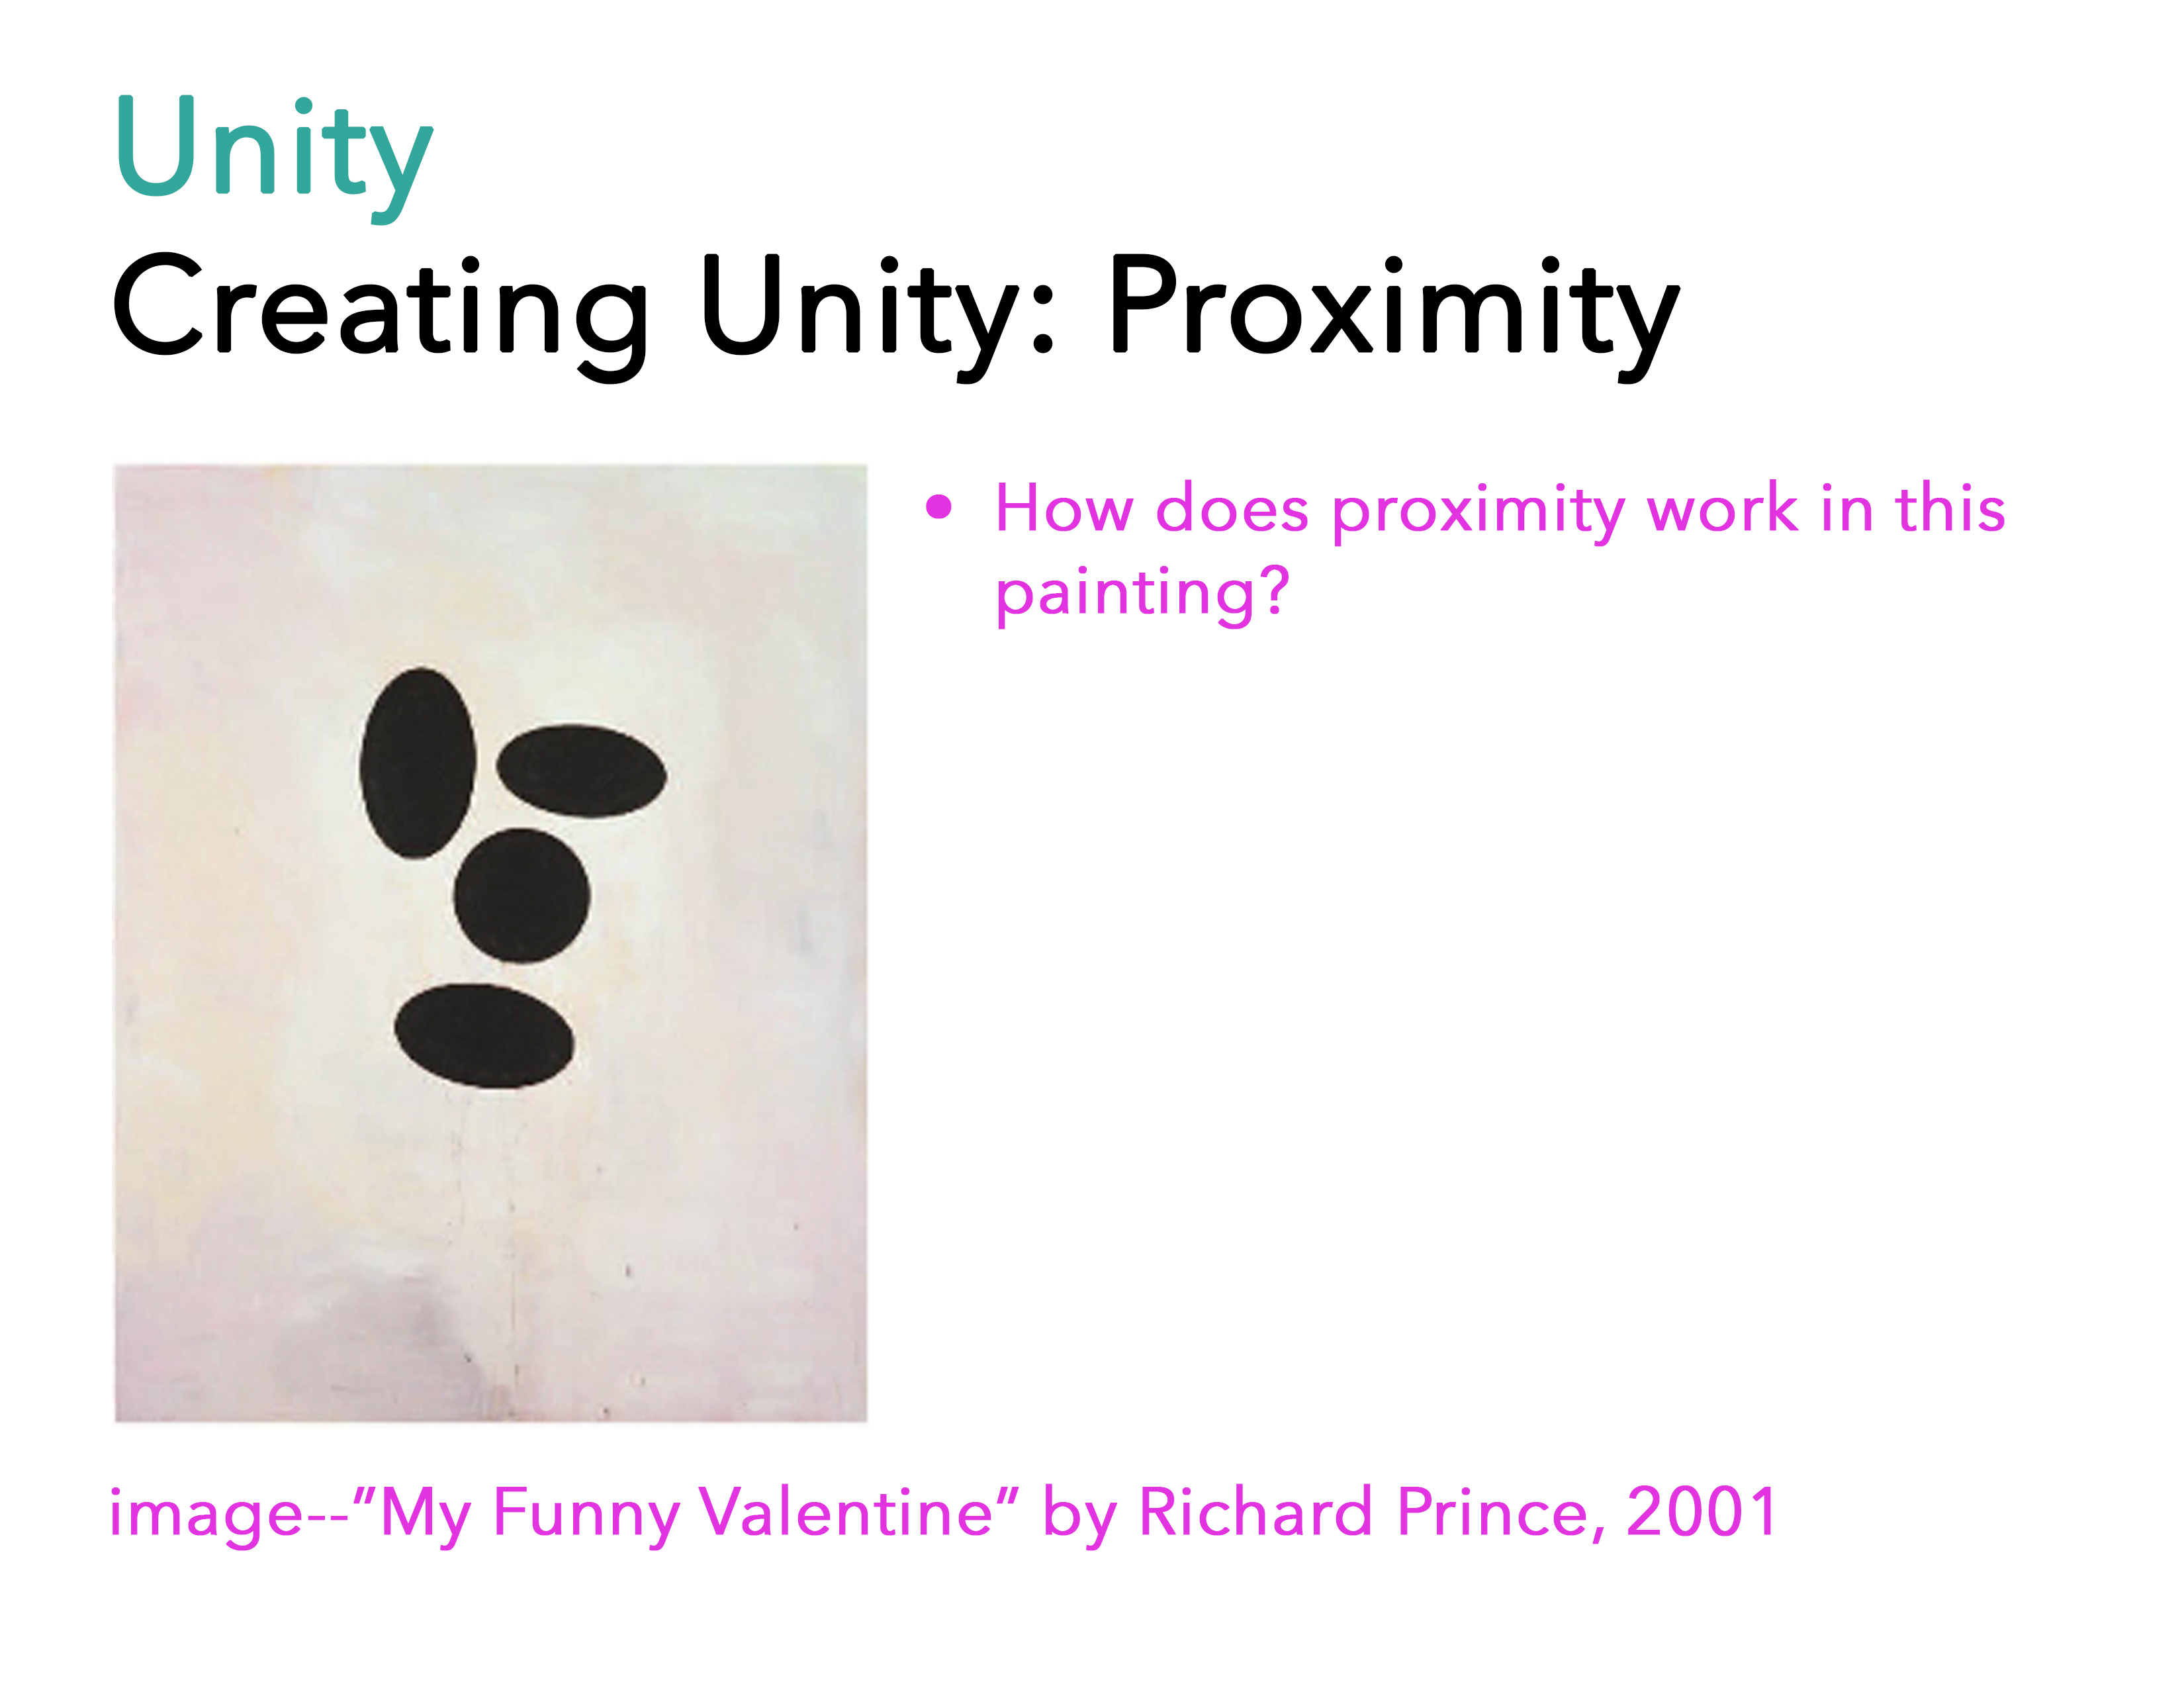 Unity
Creating Unity: Proximity
• How does proximity work in this
painting?
image--"My Funny Valentine" by Richard Prince, 2001